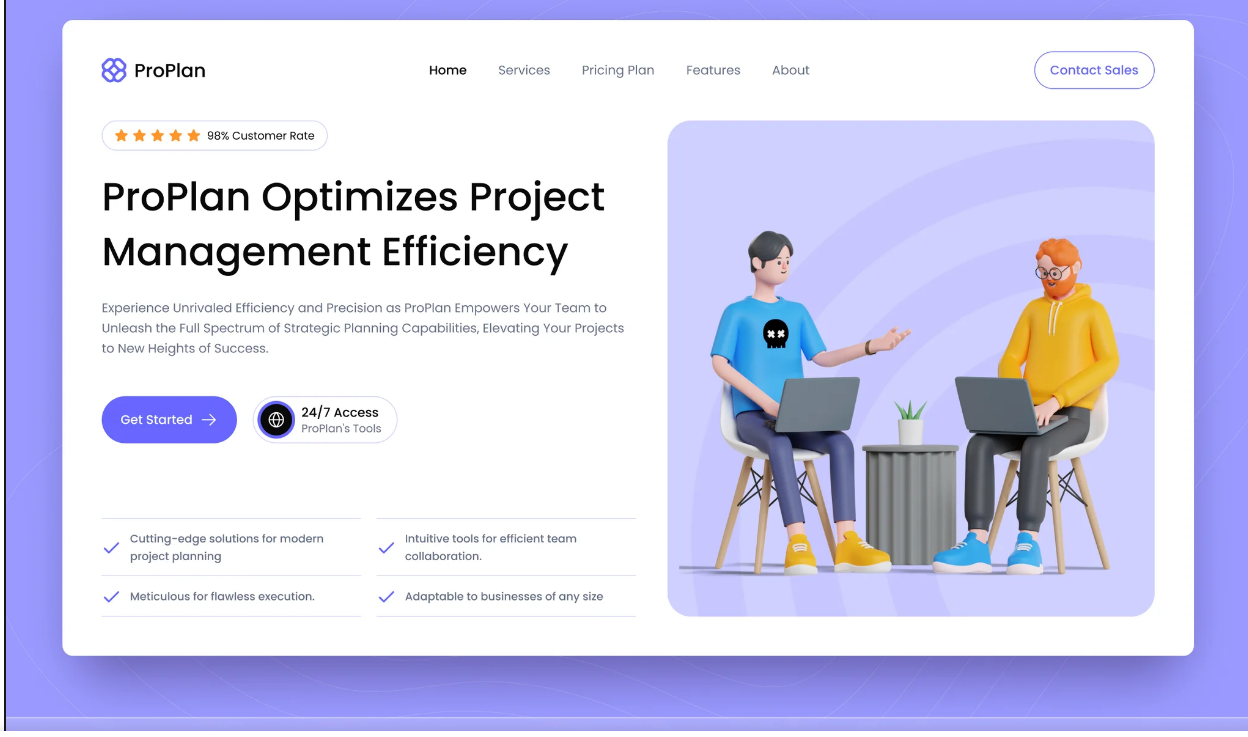 ProPlan
Home
Services
Pricing Plan
Features
About
Contact Sales
98% Customer Rate
ProPlan Optimizes Project
Management Efficiency
Experience Unrivaled Efficiency and Precision as ProPlan Empowers Your Team to
Unleash the Full Spectrum of Strategic Planning Capabilities, Elevating Your Projects
to New Heights of Success.
Get Started
24/7 Access
ProPlan's Tools
Cutting-edge solutions for modern
project planning
Intuitive tools for efficient team
collaboration.
Meticulous for flawless execution.
Adaptable to businesses of any size